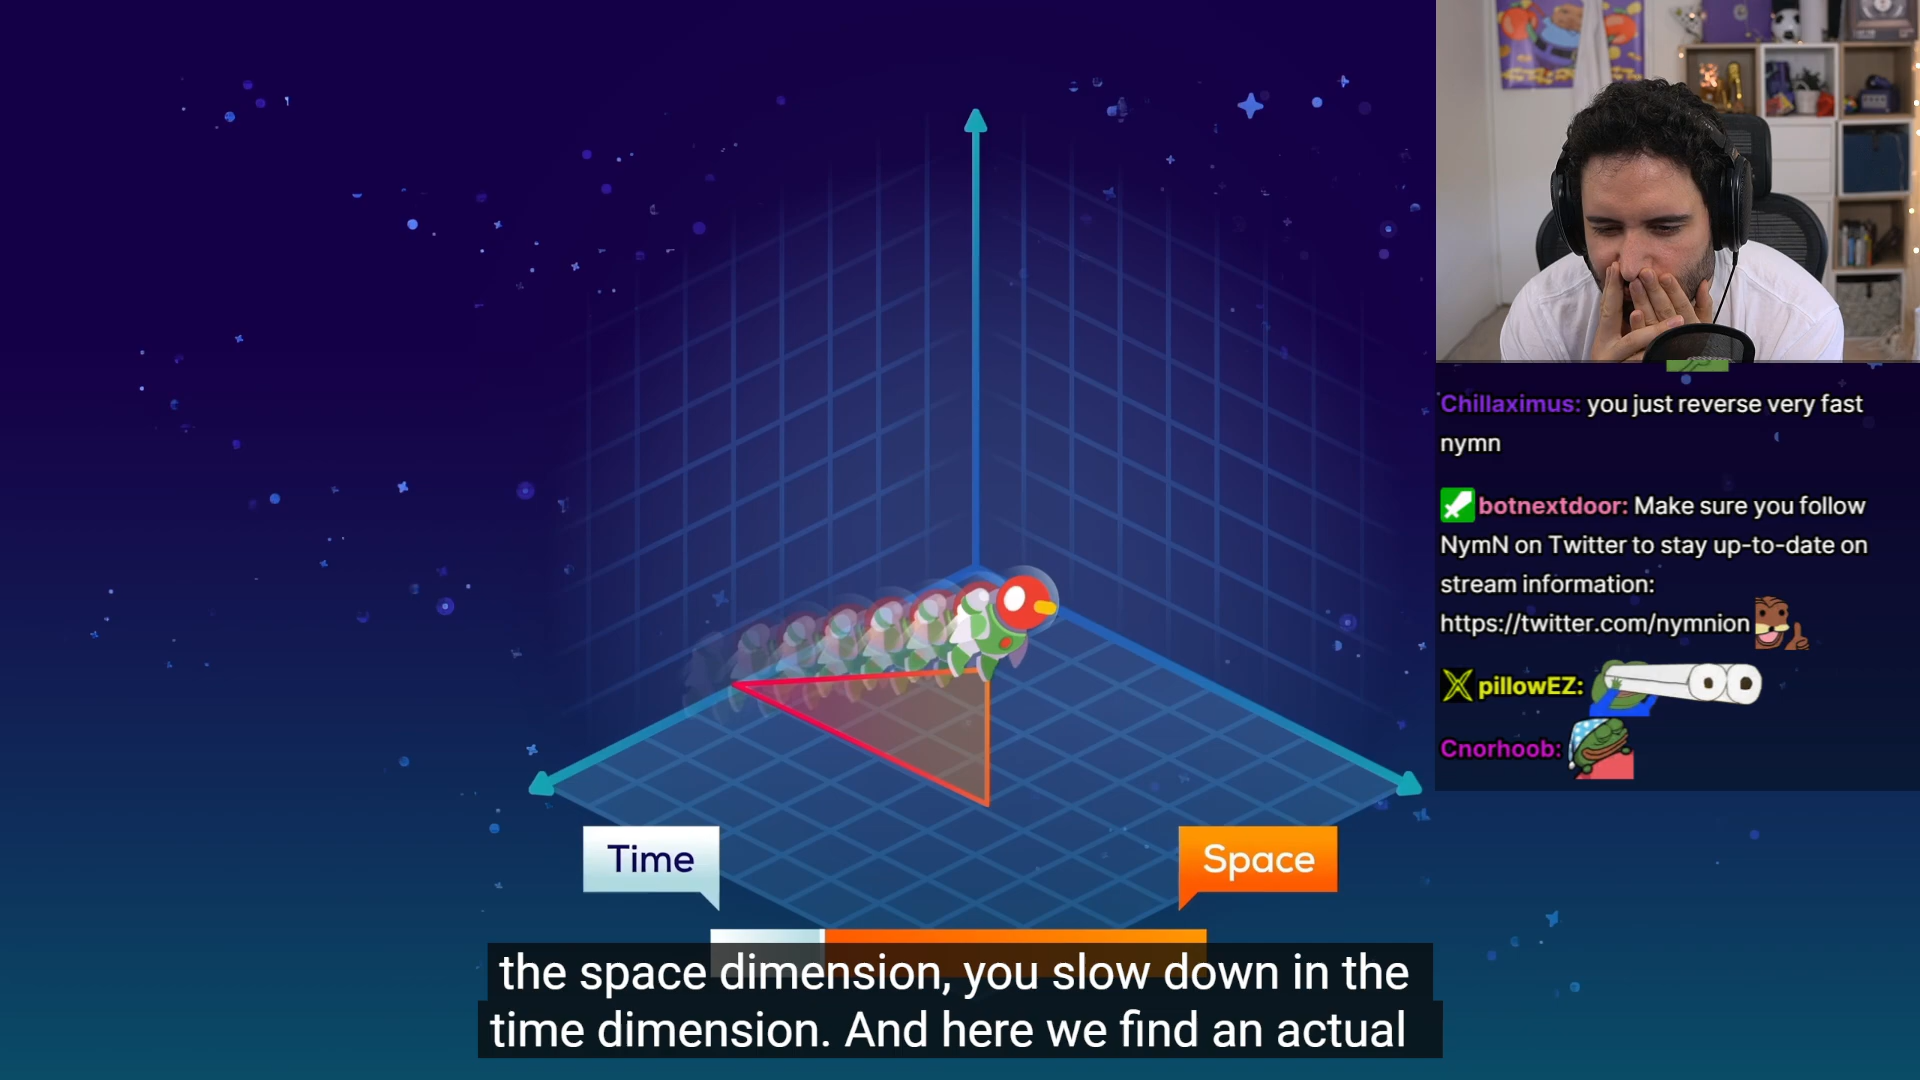 Time
Space
the space dimension, you slow down in the
time dimension. And here we find an actual
Chillaximus: you just reverse very fast
nymn
botnextdoor: Make sure you follow
NymN on Twitter to stay up-to-date on
stream information:
https://twitter.com/nymnion
pillowEZ:
Cnorhoob: